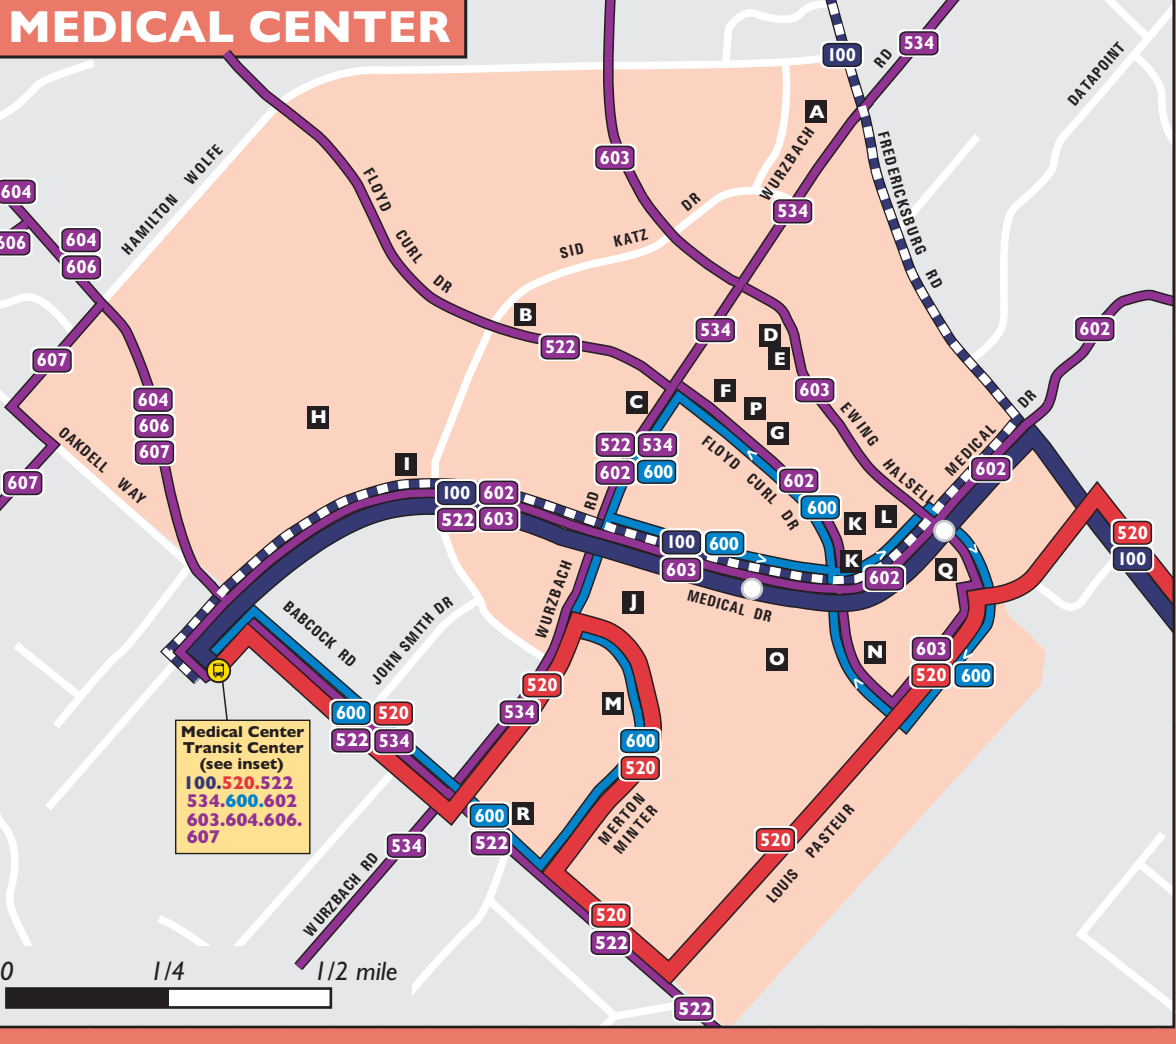 MEDICAL CENTER
100
534
RD
DATAPOINT
A
WURZBACH
FREDERICKSBURG RD
603
HAMILTON WOLFE
FLOYD CURL DR
604
606
604
606
534
SID KATZ DR
B
522
534
D
E
602
607
603
604
606
607
H
C
F
P
G
EWING HALSELL
MEDICAL DR
OAKDELL WAY
522 534
602 600
FLOYD CURL DR
602
600
602
I
607
100 602
522 603
RD
K
L
100 600
603
K
602
Q
520
100
WURZBACH
J
MEDICAL DR
BABCOCK RD
JOHN SMITH DR
O
N
603
520 600
520
534
M
600 520
522 534
600
520
Medical Center
Transit Center
(see inset)
100.520.522
534.600.602
603.604.606.
607
600
R
522
MERTON
MINTER
534
520
LOUIS PASTEUR
WURZBACH RD
520
522
0 1/4 1/2 mile
522